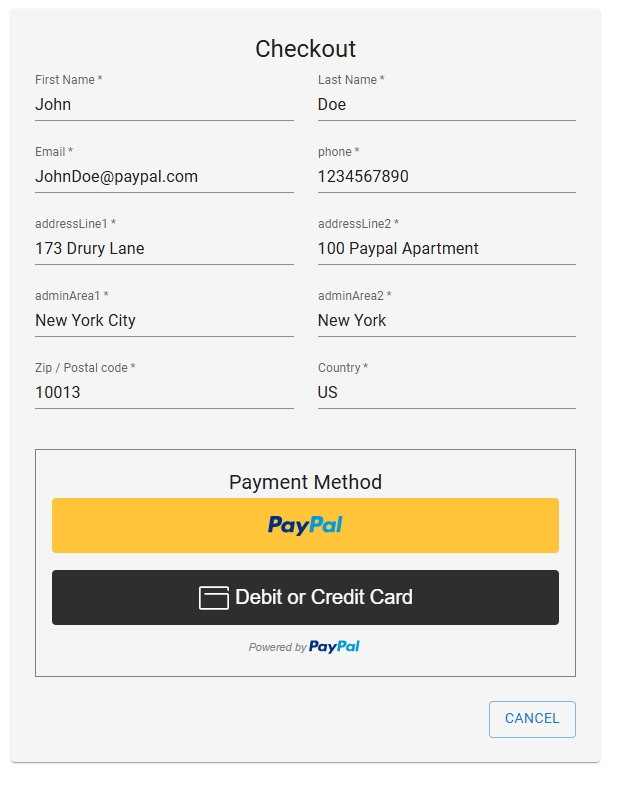 Checkout
First Name *
Last Name *
John
Doe
Email *
phone *
JohnDoe@paypal.com
1234567890
addressLine1 *
addressLine2 *
173 Drury Lane
100 Paypal Apartment
adminArea1 *
adminArea2 *
New York City
New York
Zip / Postal code *
Country *
10013
US
Payment Method
PayPal
Debit or Credit Card
Powered by PayPal
CANCEL